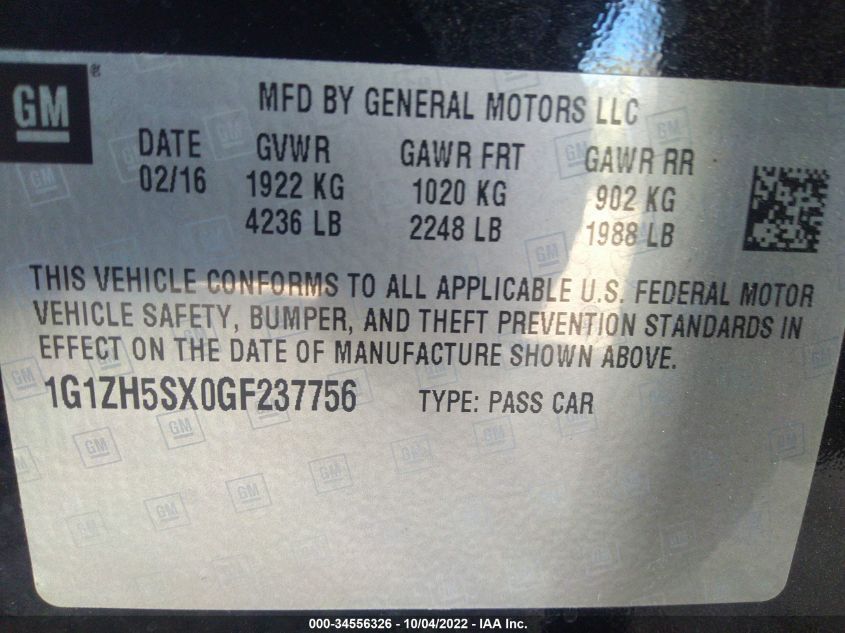 GM
MFD BY GENERAL MOTORS LLC
DATE GVWR GAWR FRT GAWR RR
02/16 1922 KG 1020 KG 902 KG
4236 LB 2248 LB 1988 LB
THIS VEHICLE CONFORMS TO ALL APPLICABLE U.S. FEDERAL MOTOR
VEHICLE SAFETY, BUMPER, AND THEFT PREVENTION STANDARDS IN
EFFECT ON THE DATE OF MANUFACTURE SHOWN ABOVE.
1G1ZH5SX0GF237756 TYPE: PASS CAR
000-34556326 - 10/04/2022 - IAA Inc.